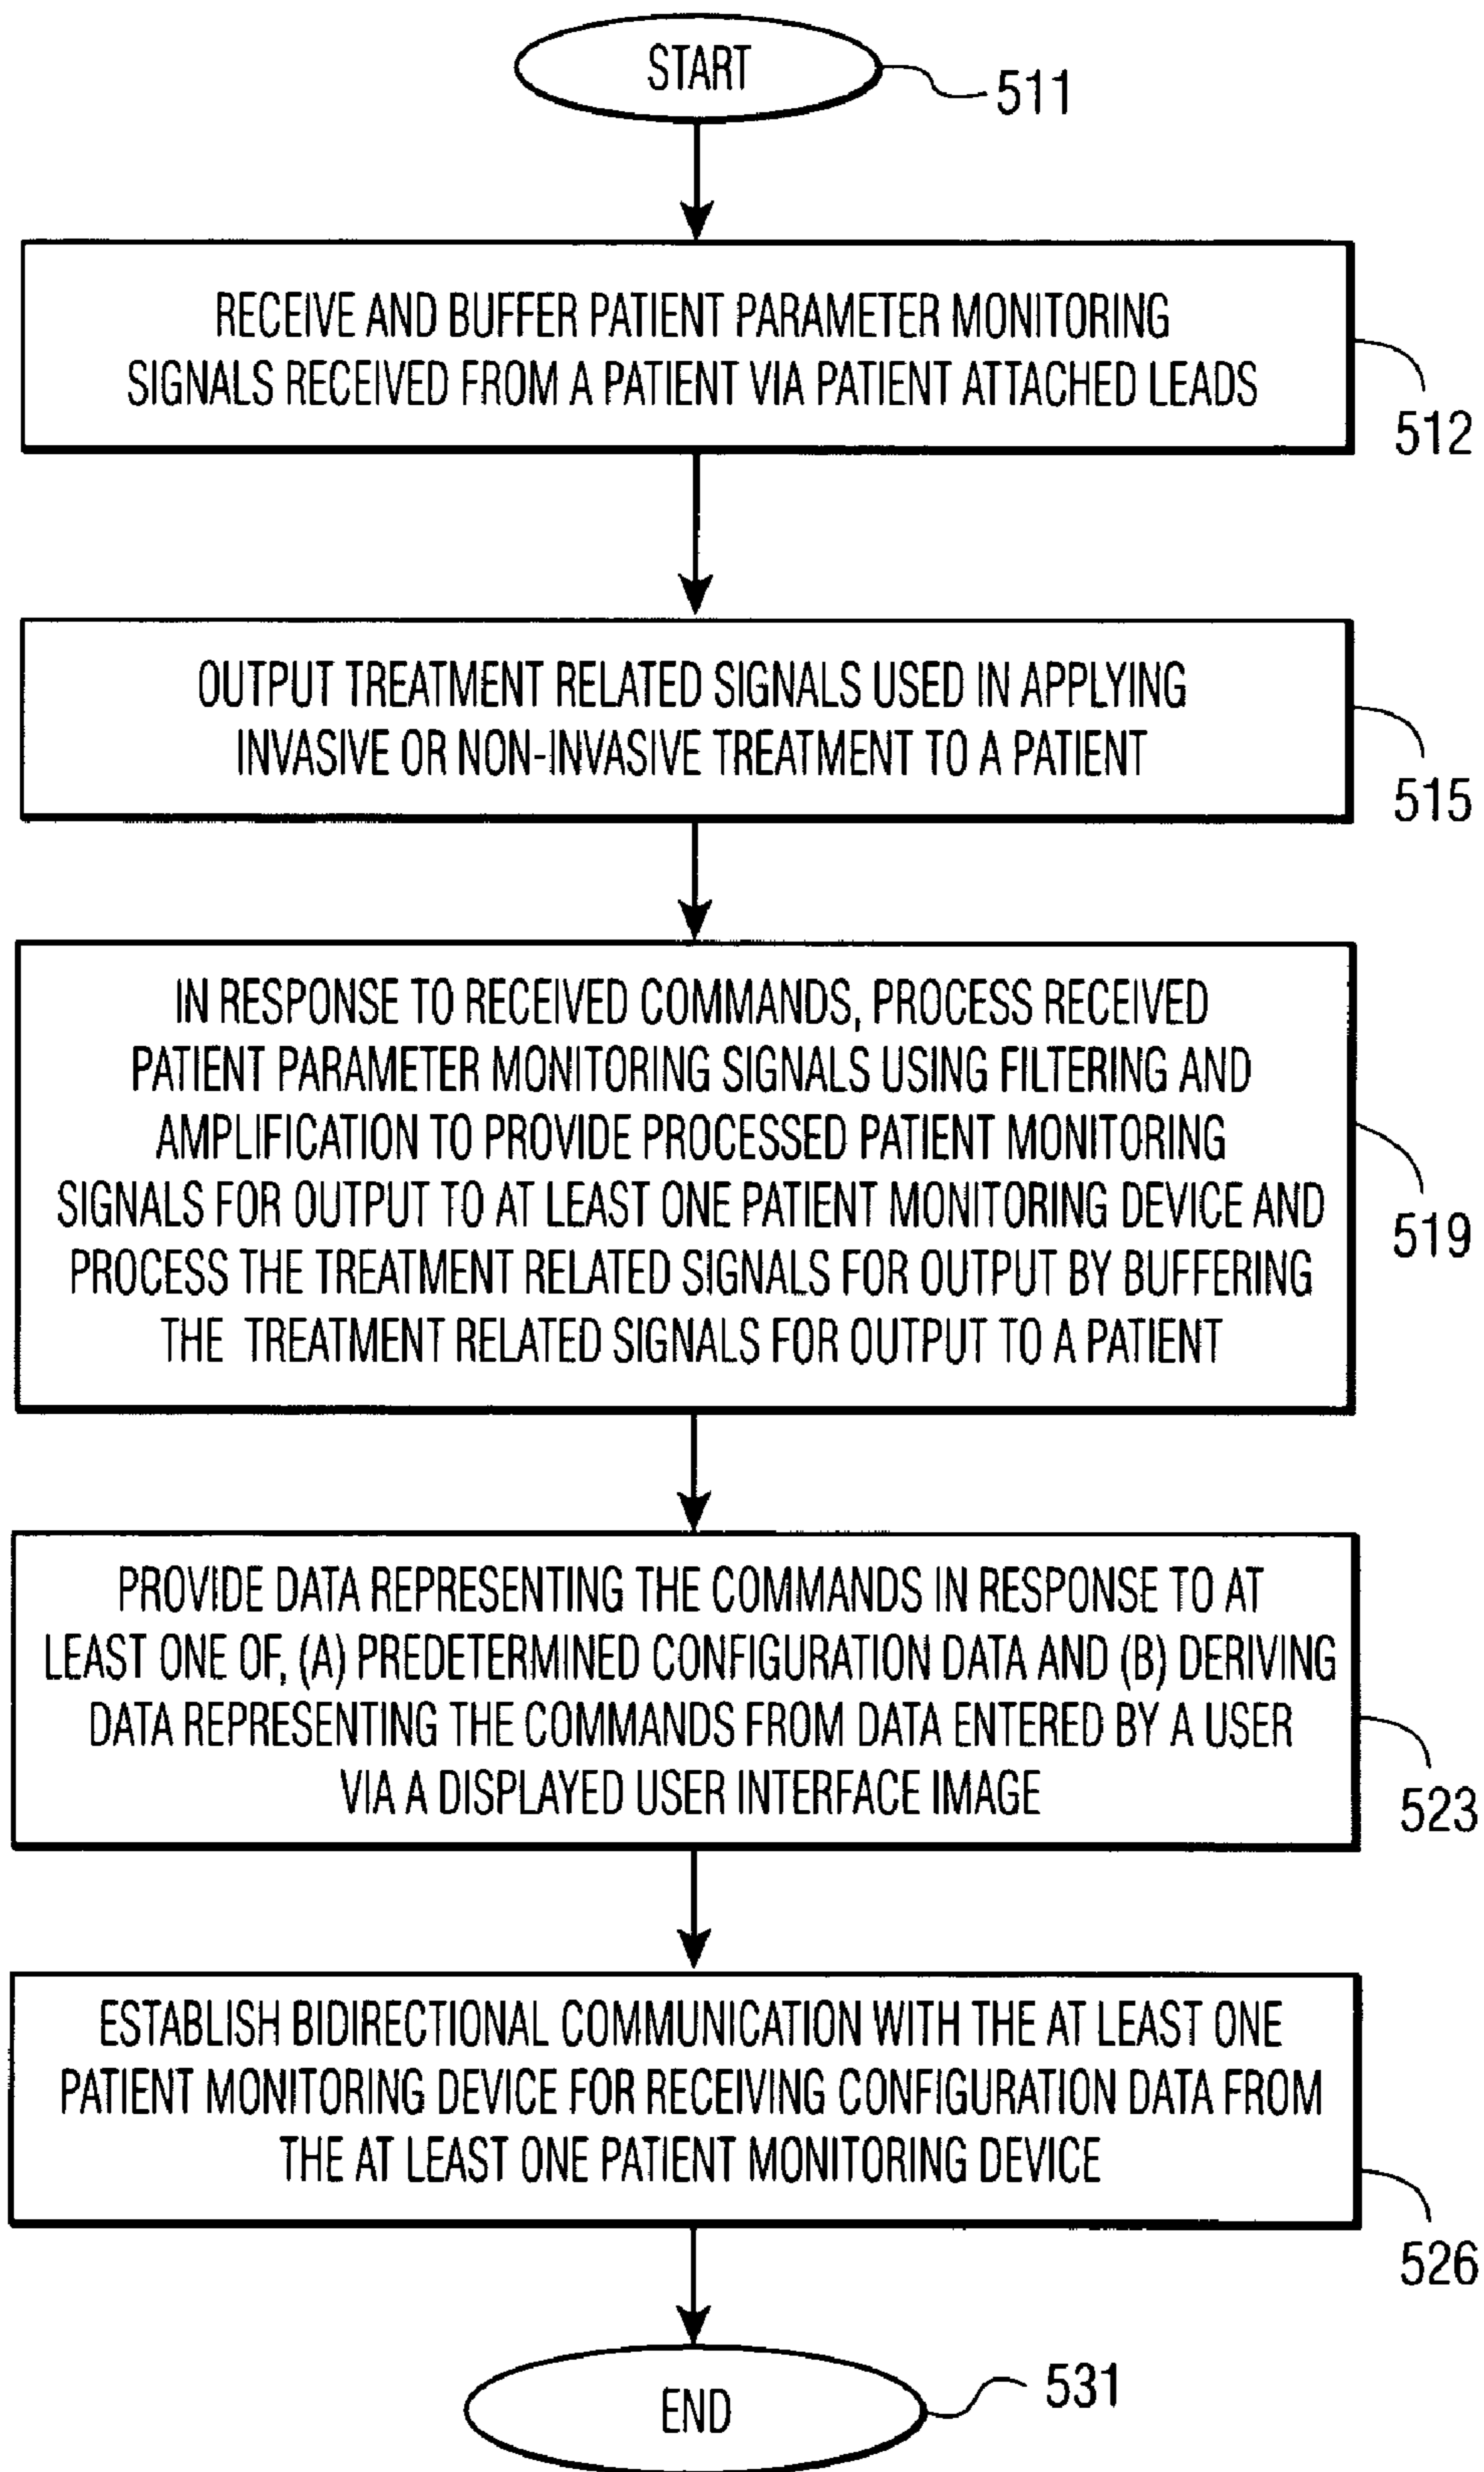 START
511
RECEIVE AND BUFFER PATIENT PARAMETER MONITORING
SIGNALS RECEIVED FROM A PATIENT VIA PATIENT ATTACHED LEADS
512
OUTPUT TREATMENT RELATED SIGNALS USED IN APPLYING
INVASIVE OR NON-INVASIVE TREATMENT TO A PATIENT
515
IN RESPONSE TO RECEIVED COMMANDS, PROCESS RECEIVED
PATIENT PARAMETER MONITORING SIGNALS USING FILTERING AND
AMPLIFICATION TO PROVIDE PROCESSED PATIENT MONITORING
SIGNALS FOR OUTPUT TO AT LEAST ONE PATIENT MONITORING DEVICE AND
PROCESS THE TREATMENT RELATED SIGNALS FOR OUTPUT BY BUFFERING
THE TREATMENT RELATED SIGNALS FOR OUTPUT TO A PATIENT
519
PROVIDE DATA REPRESENTING THE COMMANDS IN RESPONSE TO AT
LEAST ONE OF, (A) PREDETERMINED CONFIGURATION DATA AND (B) DERIVING
DATA REPRESENTING THE COMMANDS FROM DATA ENTERED BY A USER
VIA A DISPLAYED USER INTERFACE IMAGE
523
ESTABLISH BIDIRECTIONAL COMMUNICATION WITH THE AT LEAST ONE
PATIENT MONITORING DEVICE FOR RECEIVING CONFIGURATION DATA FROM
THE AT LEAST ONE PATIENT MONITORING DEVICE
526
END
531